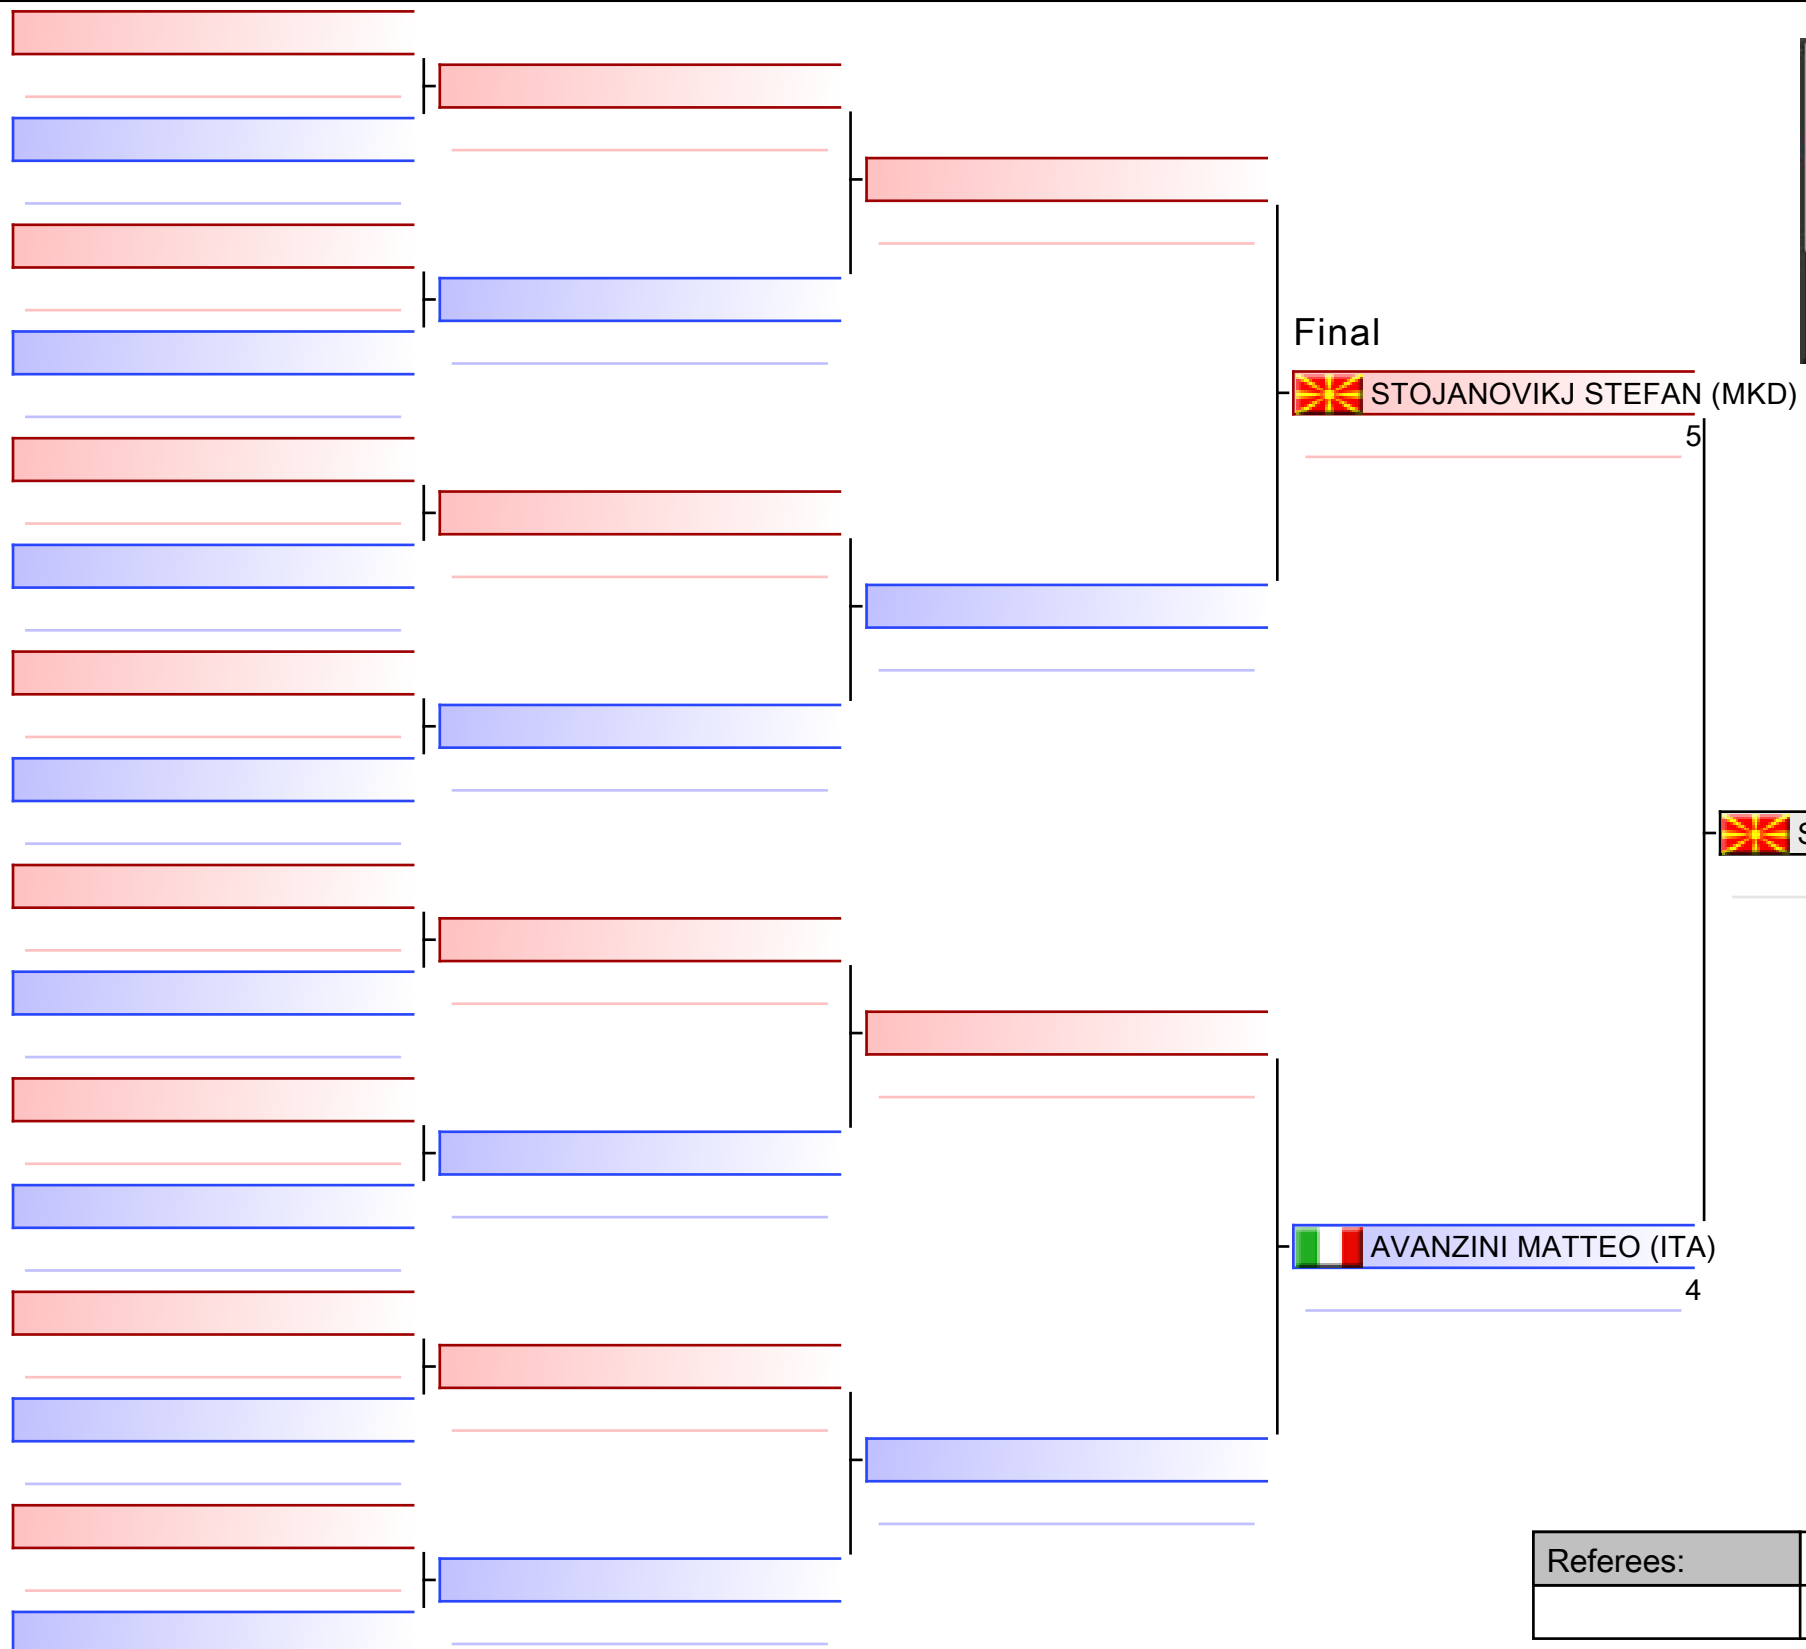 Final
STOJANOVIKJ STEFAN (MKD)
5
AVANZINI MATTEO (ITA)
4
Referees: